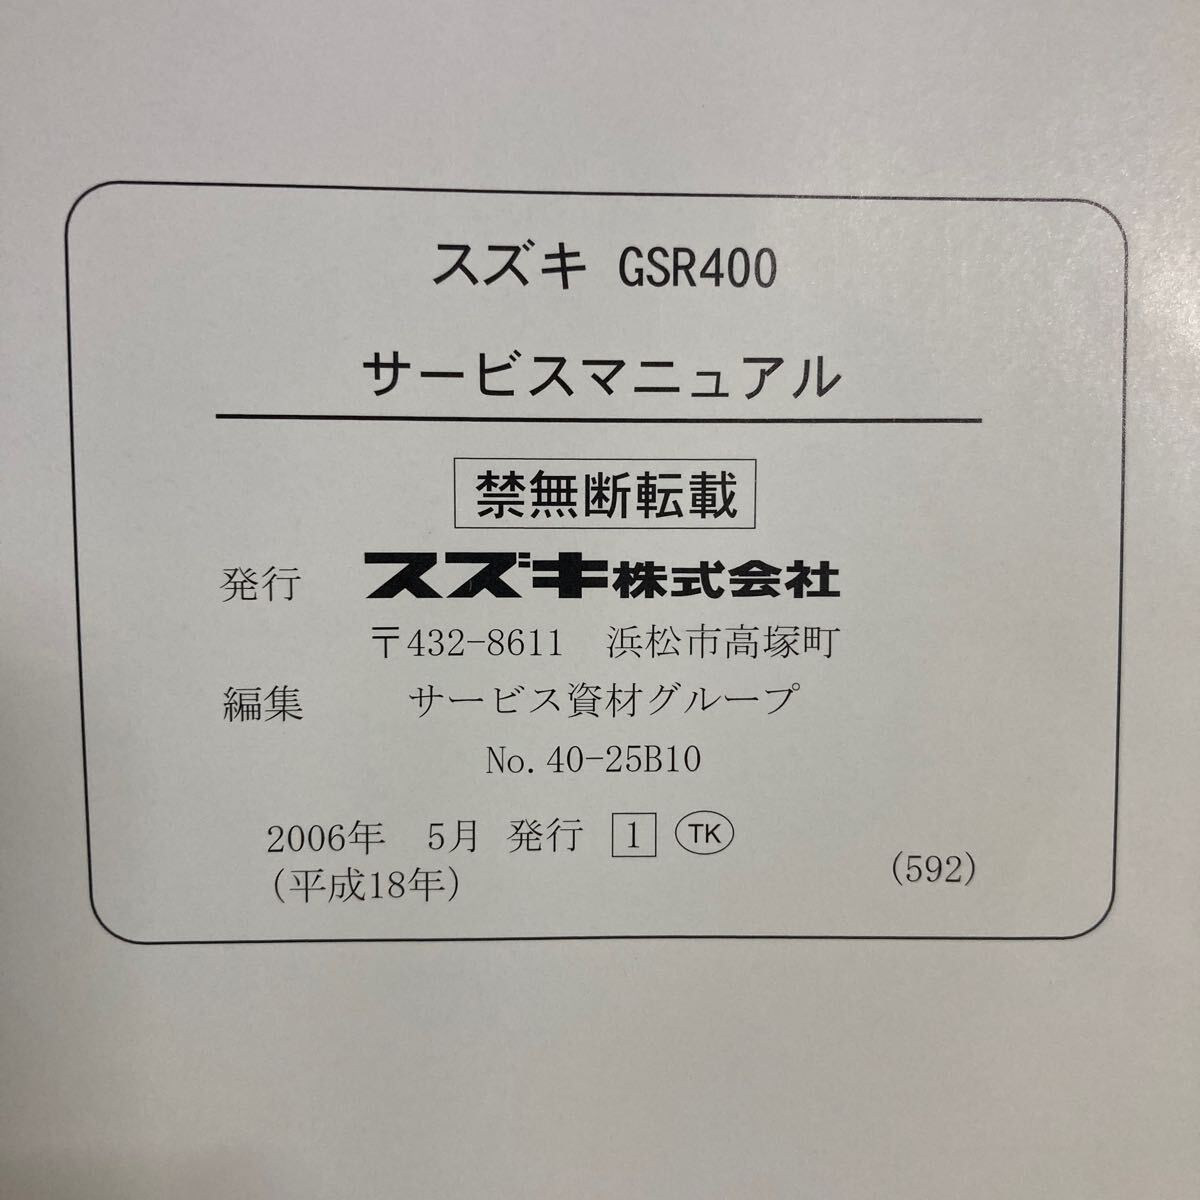 スズキ GSR400
サービスマニュアル
禁無断転載
発行 スズキ株式会社
〒432-8611 浜松市高塚町
編集 サービス資材グループ
No. 40-25B10
2006年 5月 発行 1 TK
(平成18年)
(592)